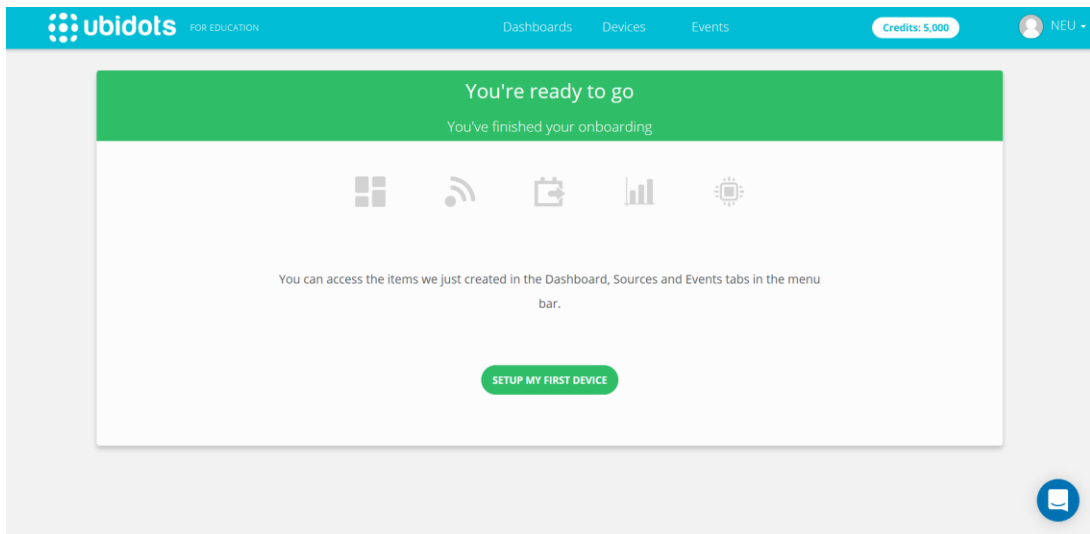 ubidots FOR EDUCATION Dashboards Devices Events Credits: 5,000 NEU
You're ready to go
You've finished your onboarding
You can access the items we just created in the Dashboard, Sources and Events tabs in the menu
bar.
SETUP MY FIRST DEVICE